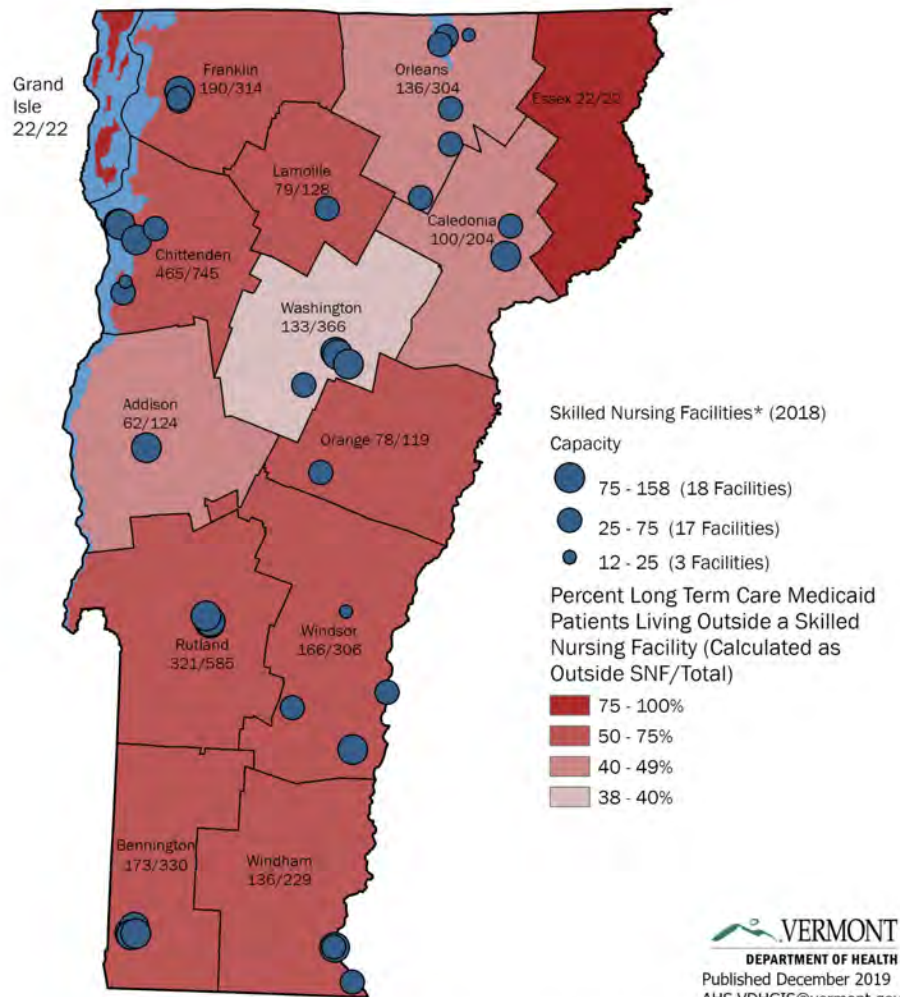 Grand
Isle
22/22
Franklin
190/314
Orleans
136/304
Essex 22/22
Lamoille
79/128
Caledonia
100/204
Chittenden
465/745
Washington
133/366
Addison
62/124
Orange 78/119
Rutland
321/585
Windsor
166/306
Bennington
173/330
Windham
136/229
Skilled Nursing Facilities* (2018)
Capacity
75 - 158 (18 Facilities)
25 - 75 (17 Facilities)
12 - 25 (3 Facilities)
Percent Long Term Care Medicaid
Patients Living Outside a Skilled
Nursing Facility (Calculated as
Outside SNF/Total)
75 - 100%
50 - 75%
40 - 49%
38 - 40%
VERMONT
DEPARTMENT OF HEALTH
Published December 2019